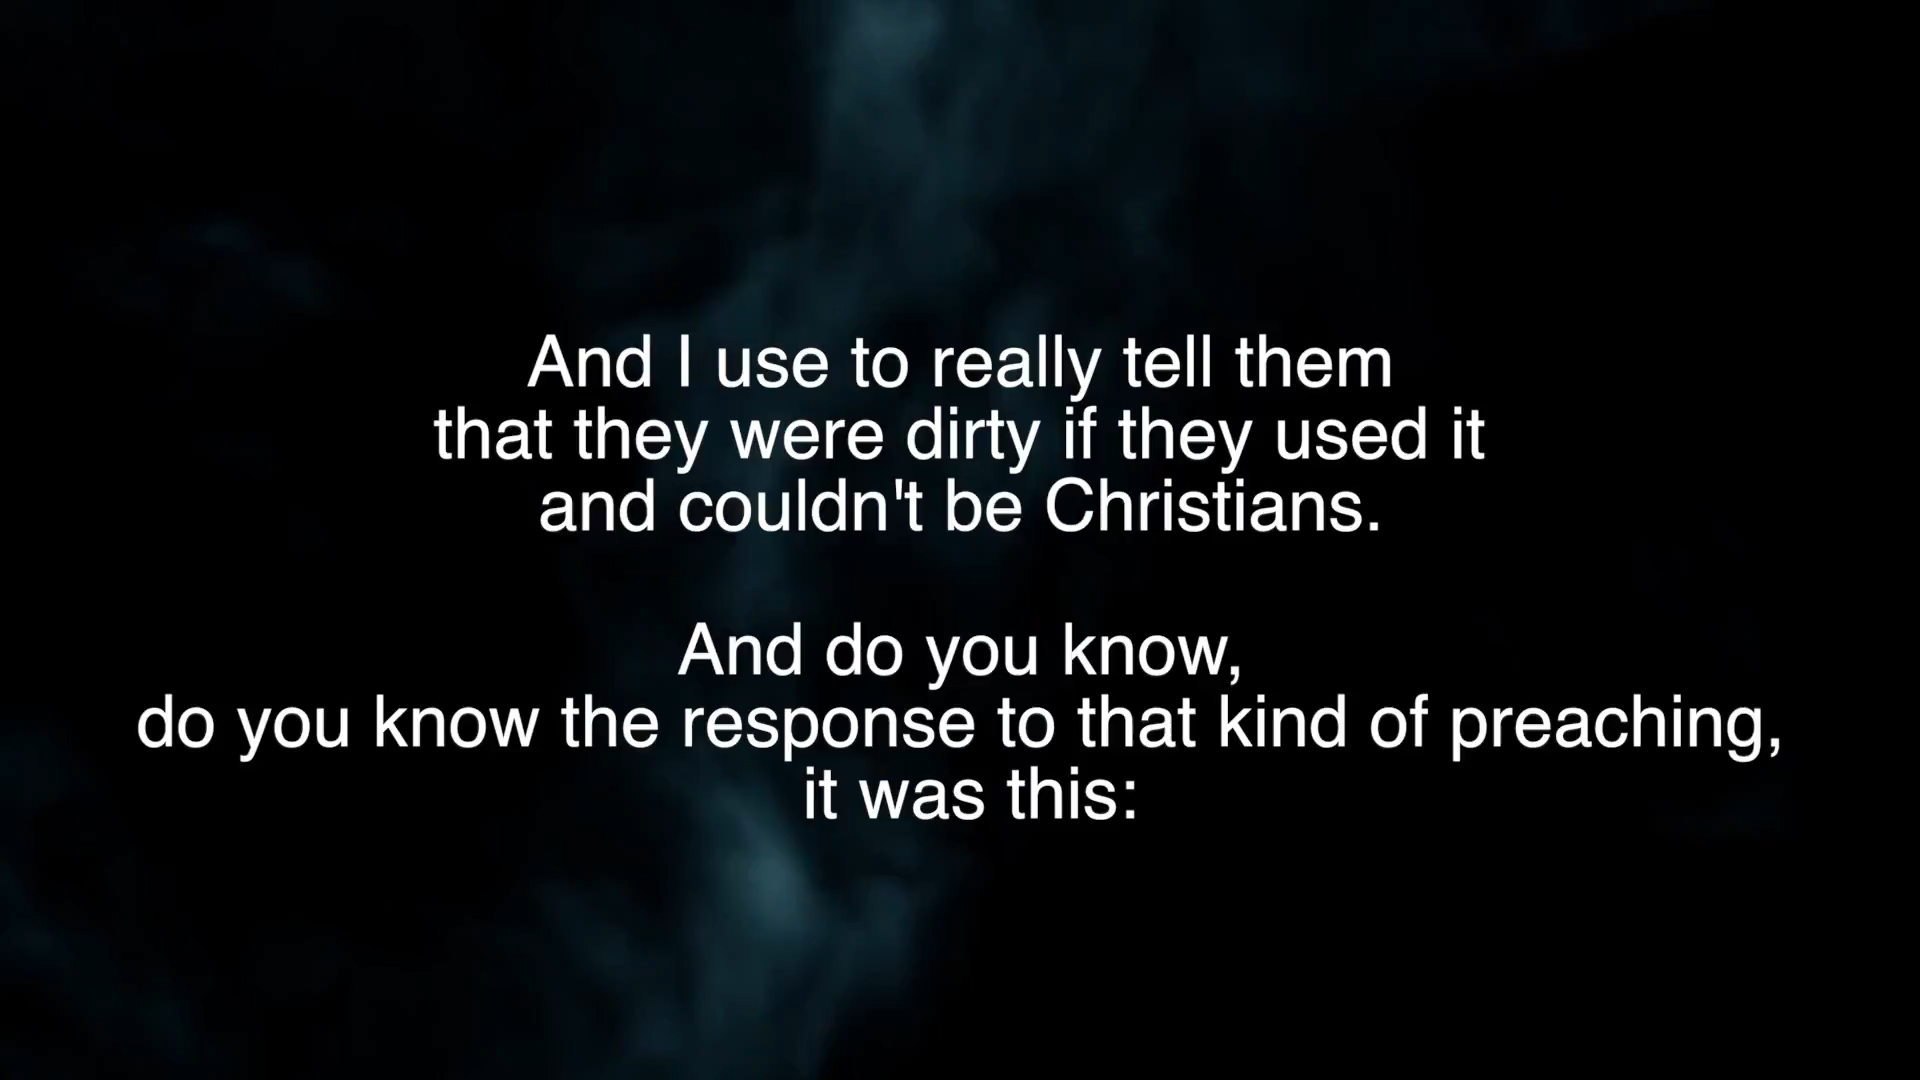 And I use to really tell them
that they were dirty if they used it
and couldn't be Christians.
And do you know,
do you know the response to that kind of preaching,
it was this: